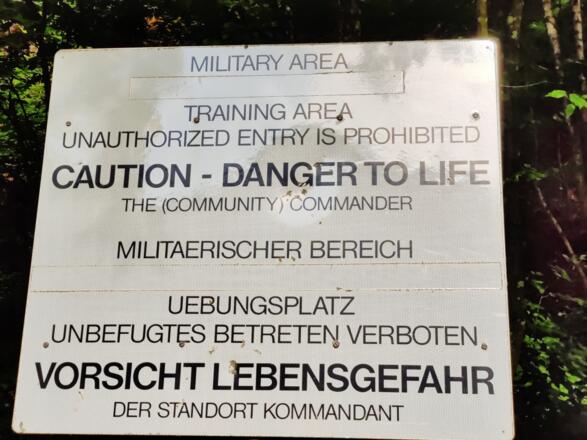 MILITARY AREA
TRAINING AREA
UNAUTHORIZED ENTRY IS PROHIBITED
CAUTION - DANGER TO LIFE
THE (COMMUNITY) COMMANDER
MILITAERISCHER BEREICH
UEBUNGSPLATZ
UNBEFUGTES BETRETEN VERBOTEN
VORSICHT LEBENSGEFAHR
DER STANDORT KOMMANDANT